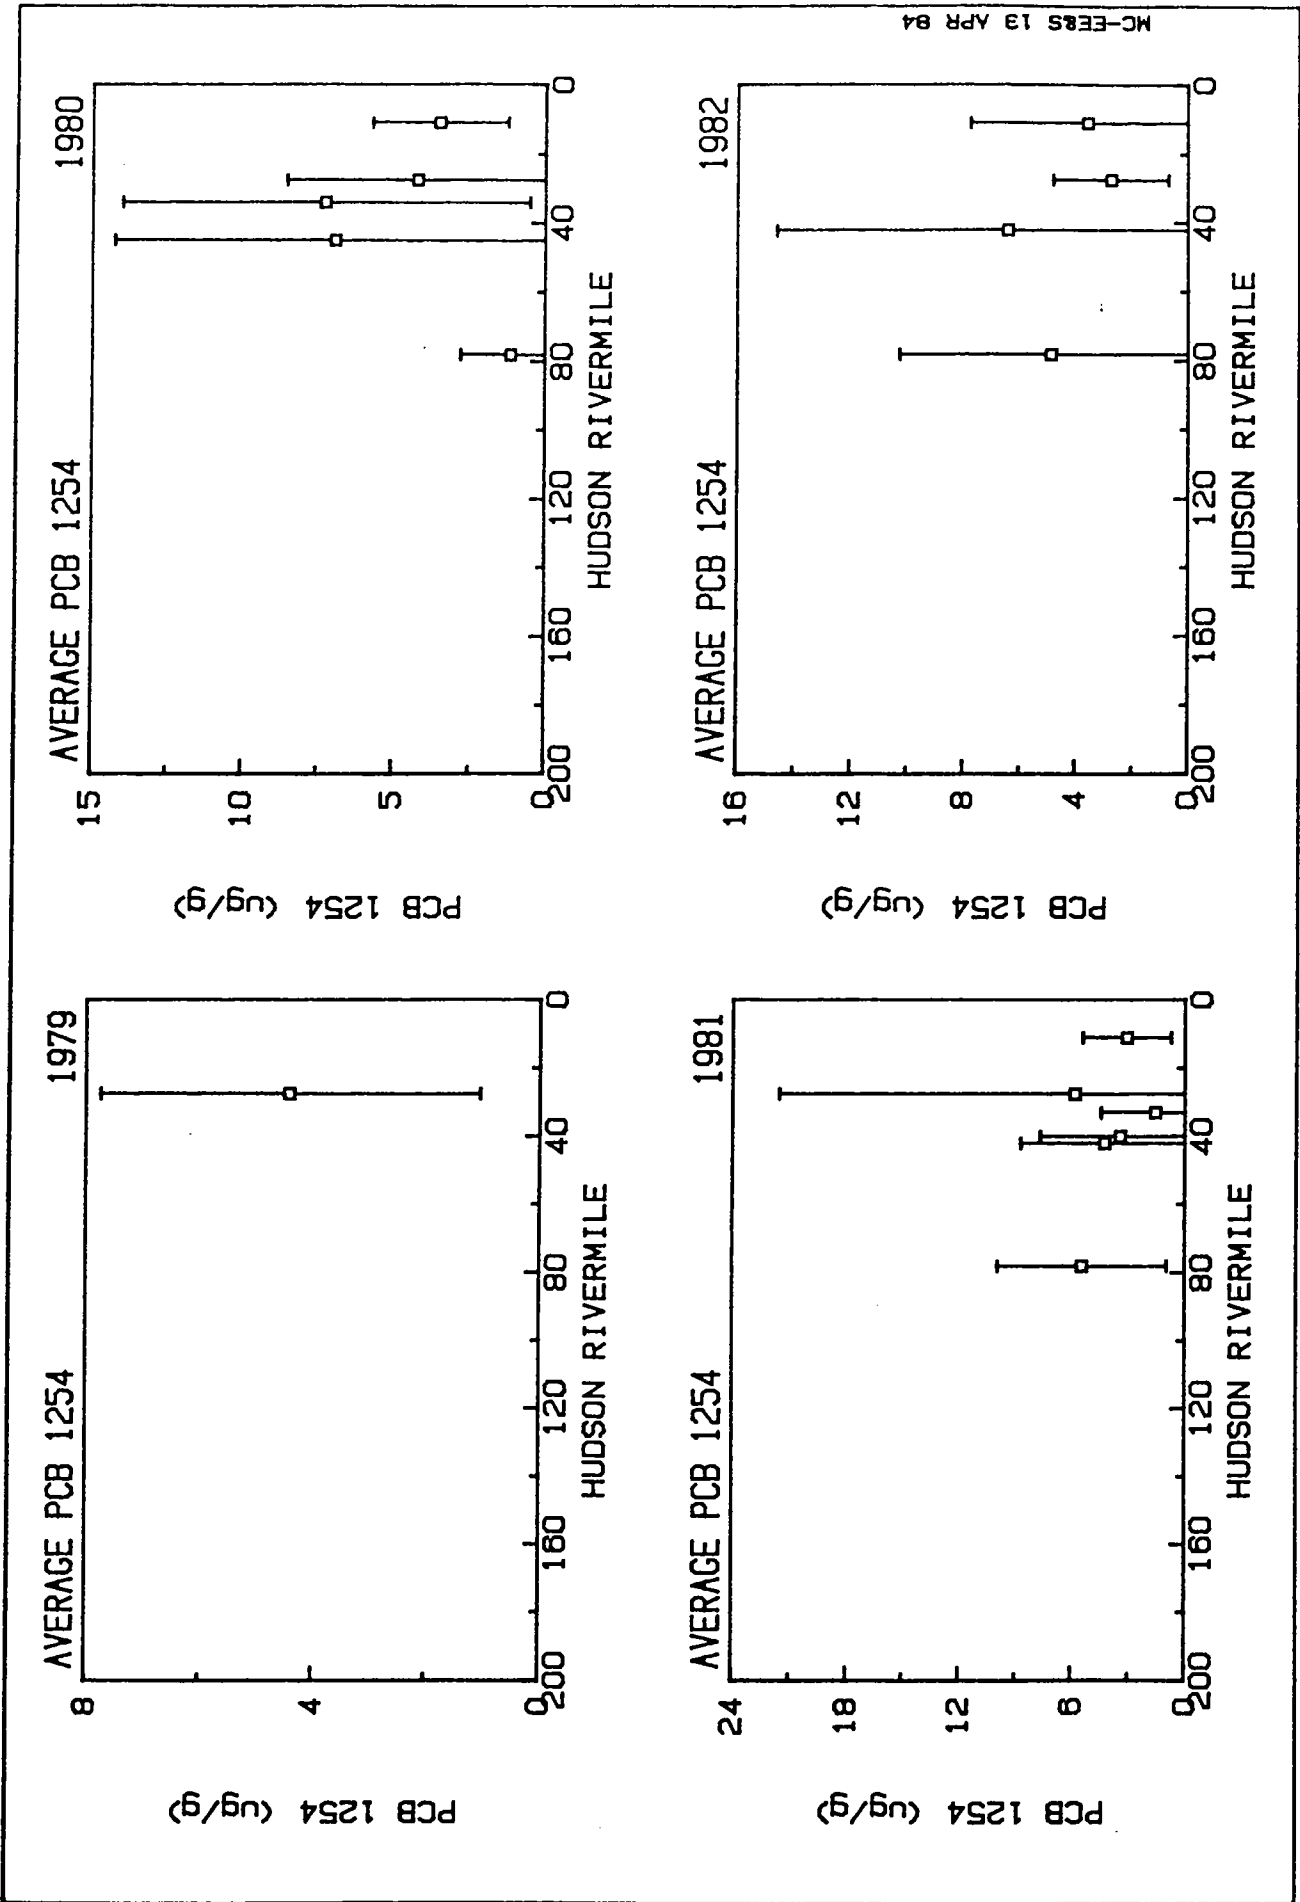 AVERAGE PCB 1254 1979
PCB 1254 (ug/g)
8
4
0
200 160 120 80 40 0
HUDSON RIVERMILE
AVERAGE PCB 1254 1980
PCB 1254 (ug/g)
15
10
5
0
200 160 120 80 40 0
HUDSON RIVERMILE
AVERAGE PCB 1254 1981
PCB 1254 (ug/g)
24
18
12
6
0
200 160 120 80 40 0
HUDSON RIVERMILE
AVERAGE PCB 1254 1982
PCB 1254 (ug/g)
16
12
8
4
0
200 160 120 80 40 0
HUDSON RIVERMILE
MC-EE&S 13 APR 84